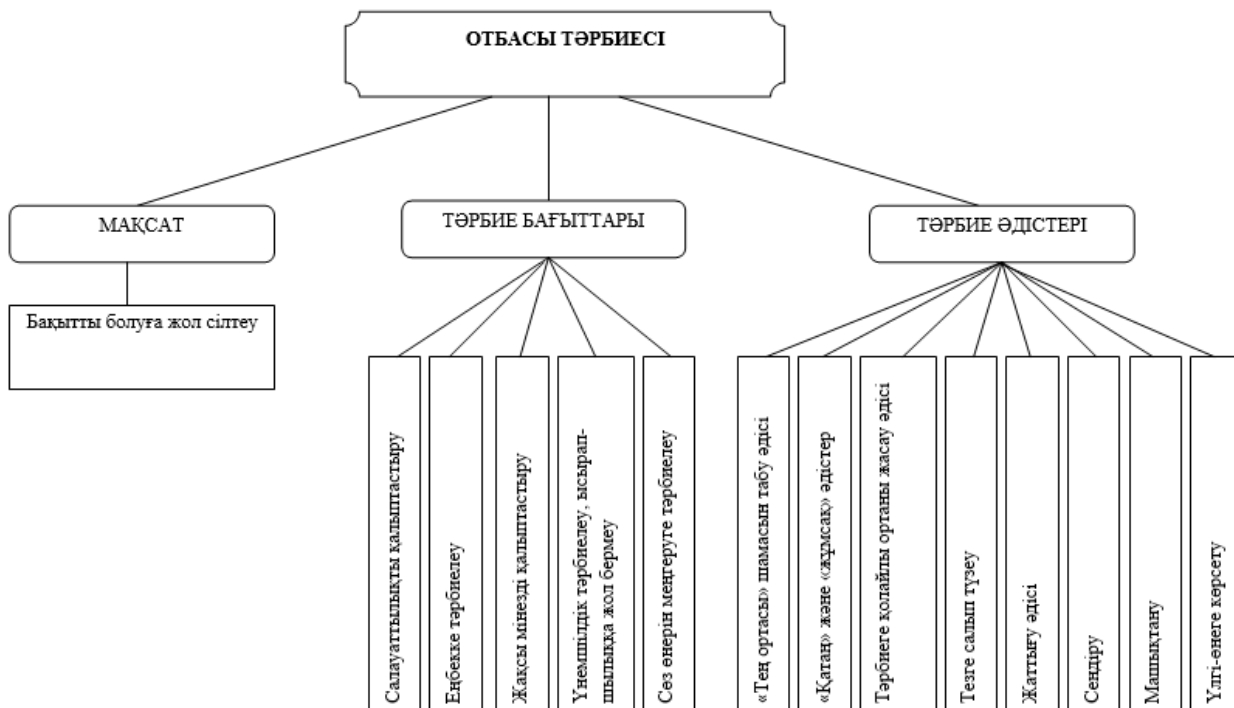 ОТБАСЫ ТӘРБИЕСІ
МАҚСАТ
ТӘРБИЕ БАҒЫТТАРЫ
ТӘРБИЕ ӘДІСТЕРІ
Бақытты болуға жол сілтеу
Салауаттылықты қалыптастыру
Еңбекке тәрбиелеу
Жақсы мінезді қалыптастыру
Үнемшілдік тәрбиелеу, ысырап-
шылыққа жол бермеу
Сөз өнерін меңгеруге тәрбиелеу
«Тең ортасы» шамасын табу әдісі
«Қатаң» және «жұмсақ» әдістер
Тәрбиеге қолайлы ортаны жасау әдісі
Тезге салып түзеу
Жаттығу әдісі
Сендіру
Машықтану
Үлгі-өнеге көрсету